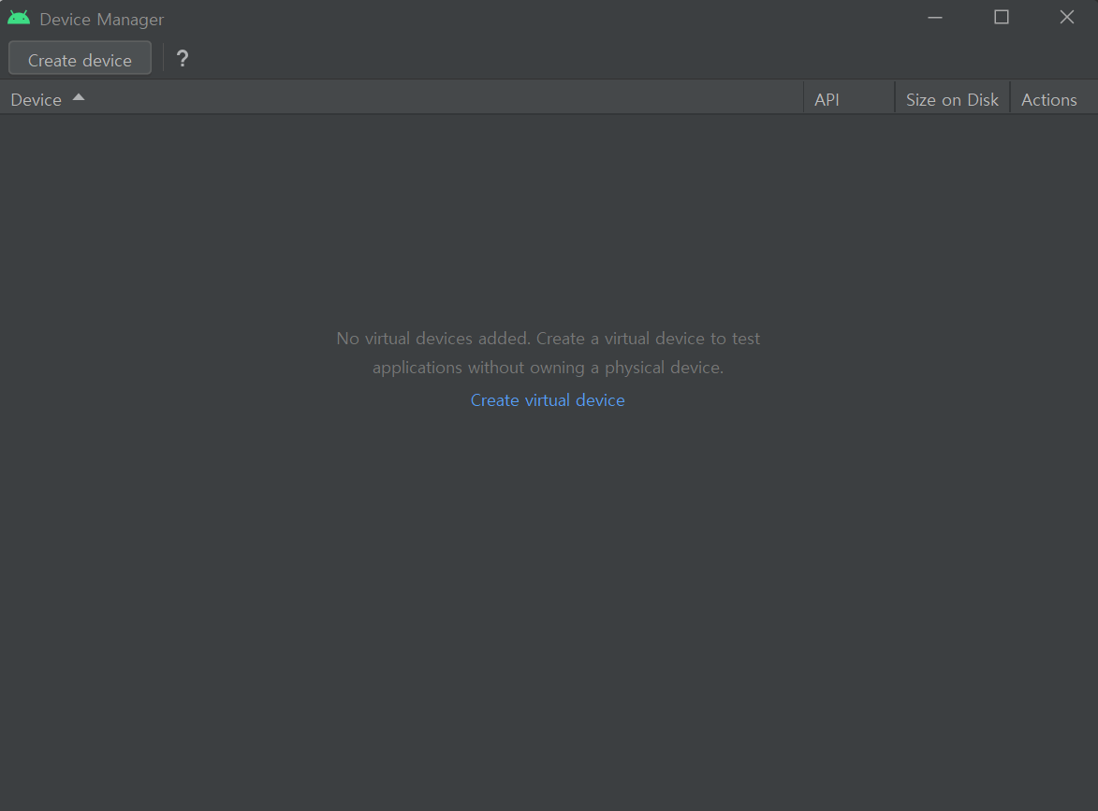 Device Manager
Create device ?
Device API Size on Disk Actions
No virtual devices added. Create a virtual device to test
applications without owning a physical device.
Create virtual device